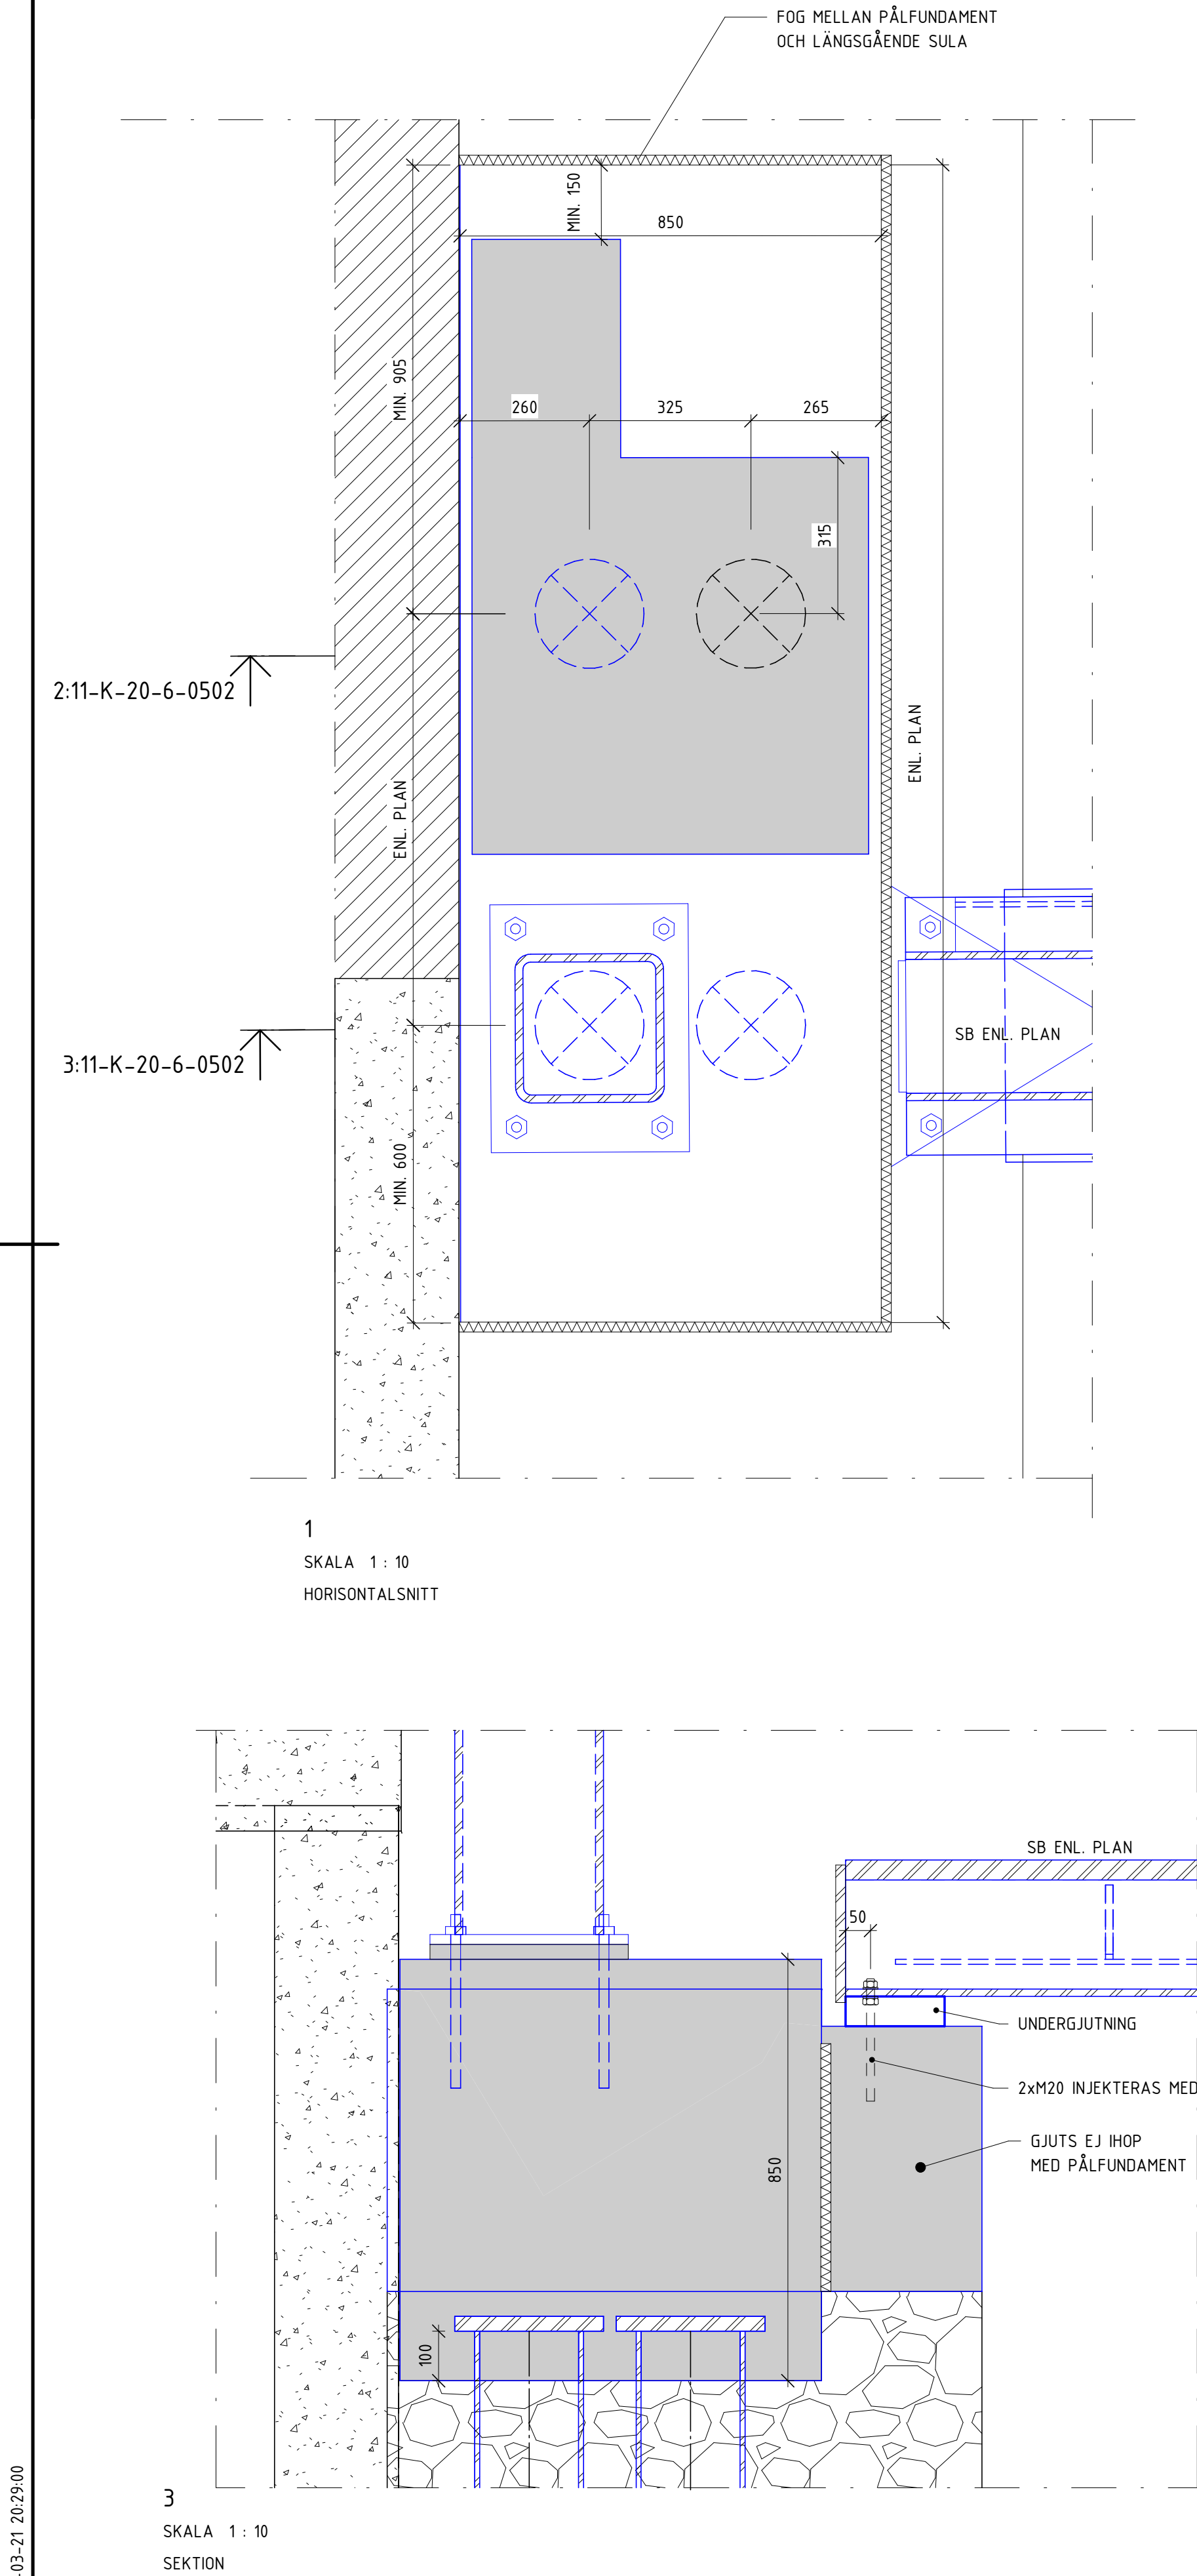 FOG MELLAN PÅLFUNDAMENT
OCH LÄNGSGÅENDE SULA
MIN. 150
850
MIN. 905
260
325
265
315
2:11-K-20-6-0502
ENL. PLAN
ENL. PLAN
3:11-K-20-6-0502
SB ENL. PLAN
MIN. 600
1
SKALA 1 : 10
HORISONTALSNITT
SB ENL. PLAN
50
UNDERGJUTNING
2xM20 INJEKTERAS MED
GJUTS EJ IHOP
MED PÅLFUNDAMENT
850
100
3
SKALA 1 : 10
SEKTION
-03-21 20:29:00